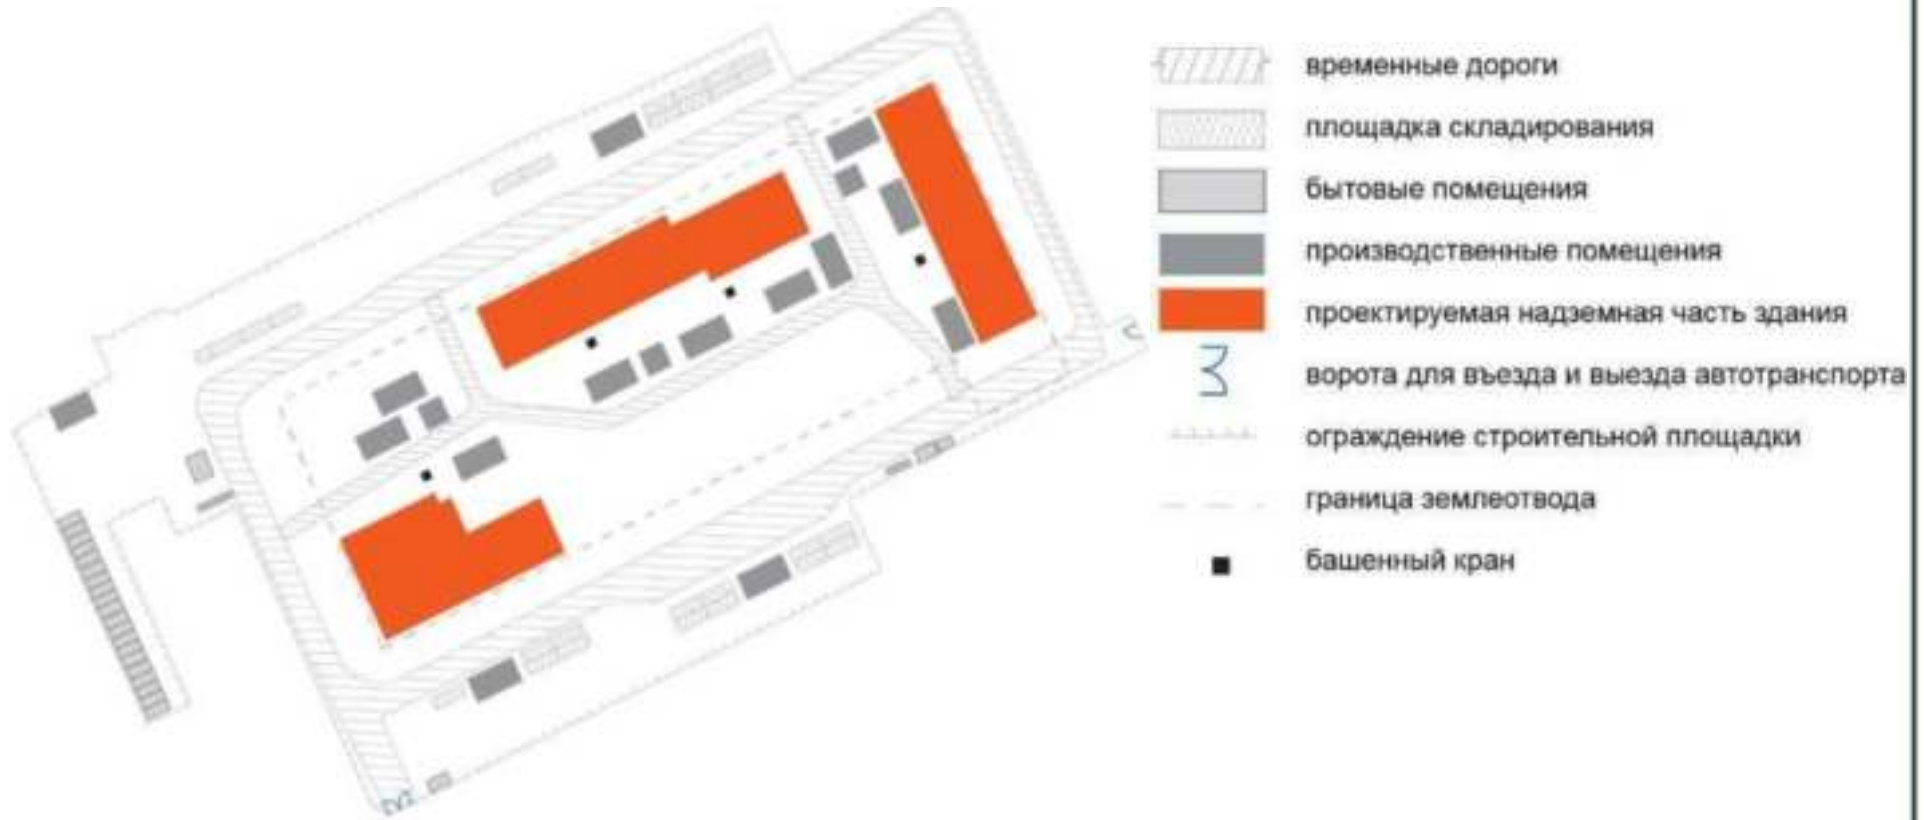 временные дороги
площадка складирования
бытовые помещения
производственные помещения
проектируемая надземная часть здания
ворота для въезда и выезда автотранспорта
ограждение строительной площадки
граница землеотвода
башенный кран